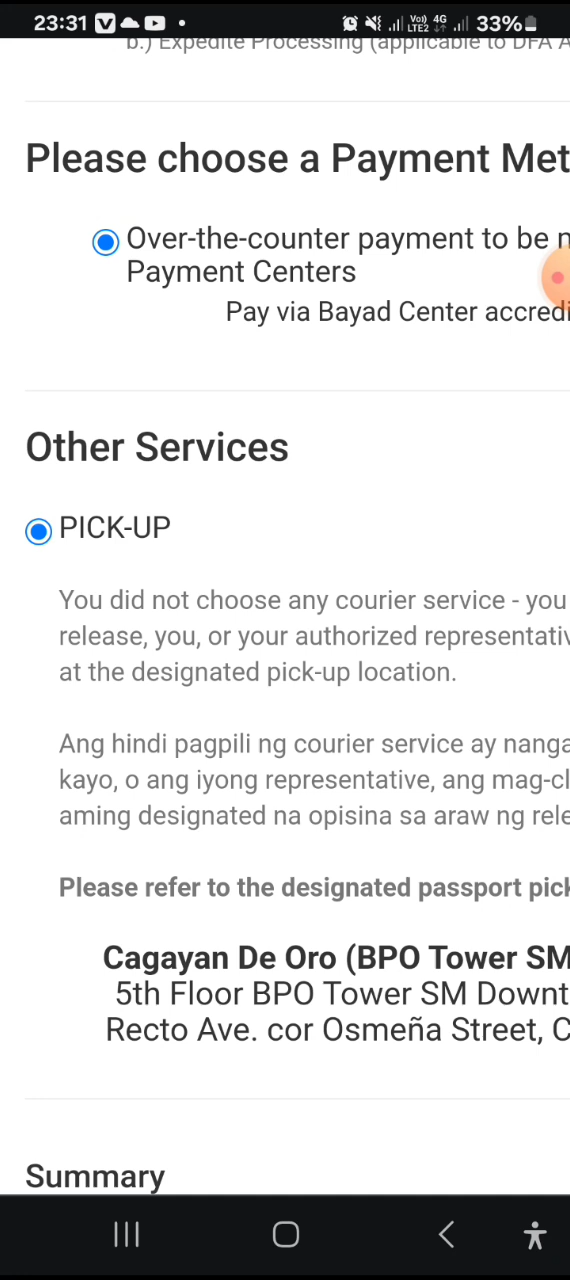 23:31
Vo)) 4G
LTE2
33%
b.) Expedite Processing (applicable to DFA A
Please choose a Payment Met
Over-the-counter payment to be
Payment Centers
Pay via Bayad Center accredi
Other Services
PICK-UP
You did not choose any courier service - you
release, you, or your authorized representativ
at the designated pick-up location.
Ang hindi pagpili ng courier service ay nanga
kayo, o ang iyong representative, ang mag-cl
aming designated na opisina sa araw ng rele
Please refer to the designated passport pick
Cagayan De Oro (BPO Tower SM
5th Floor BPO Tower SM Downt
Recto Ave. cor Osmeña Street, C
Summary